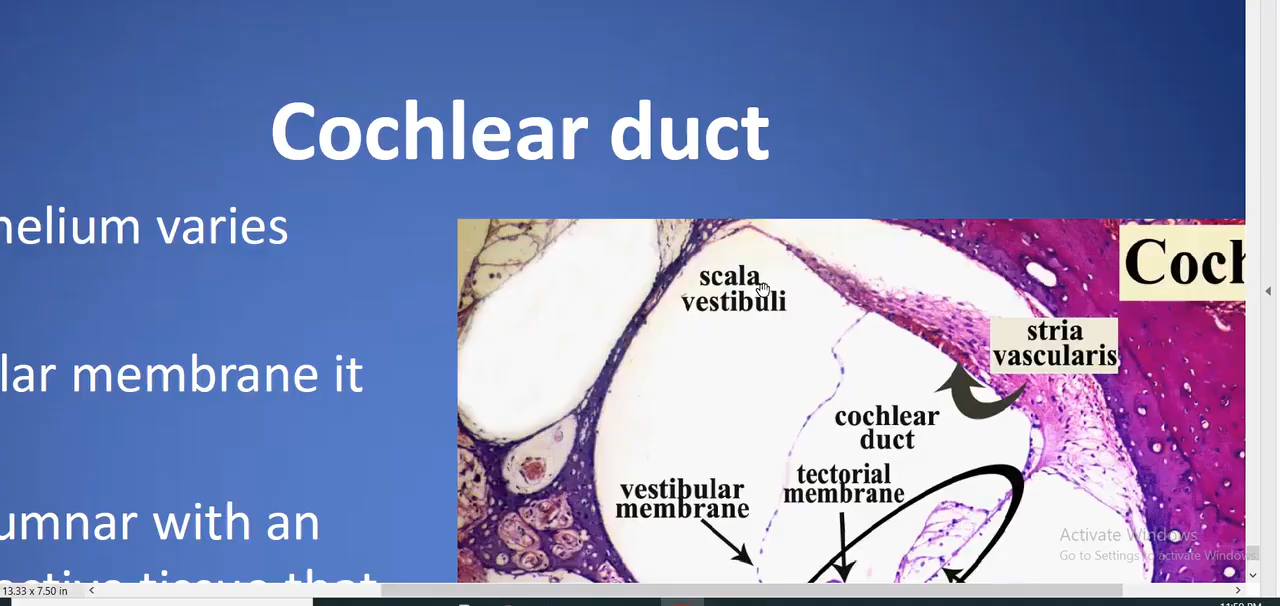 Cochlear duct
helium varies
lar membrane it
umnar with an
scala
vestibuli
stria
vascularis
cochlear
duct
tectorial
membrane
vestibular
membrane
Activate Windows
Go to Settings to activate Windows.
13.33 x 7.50 in